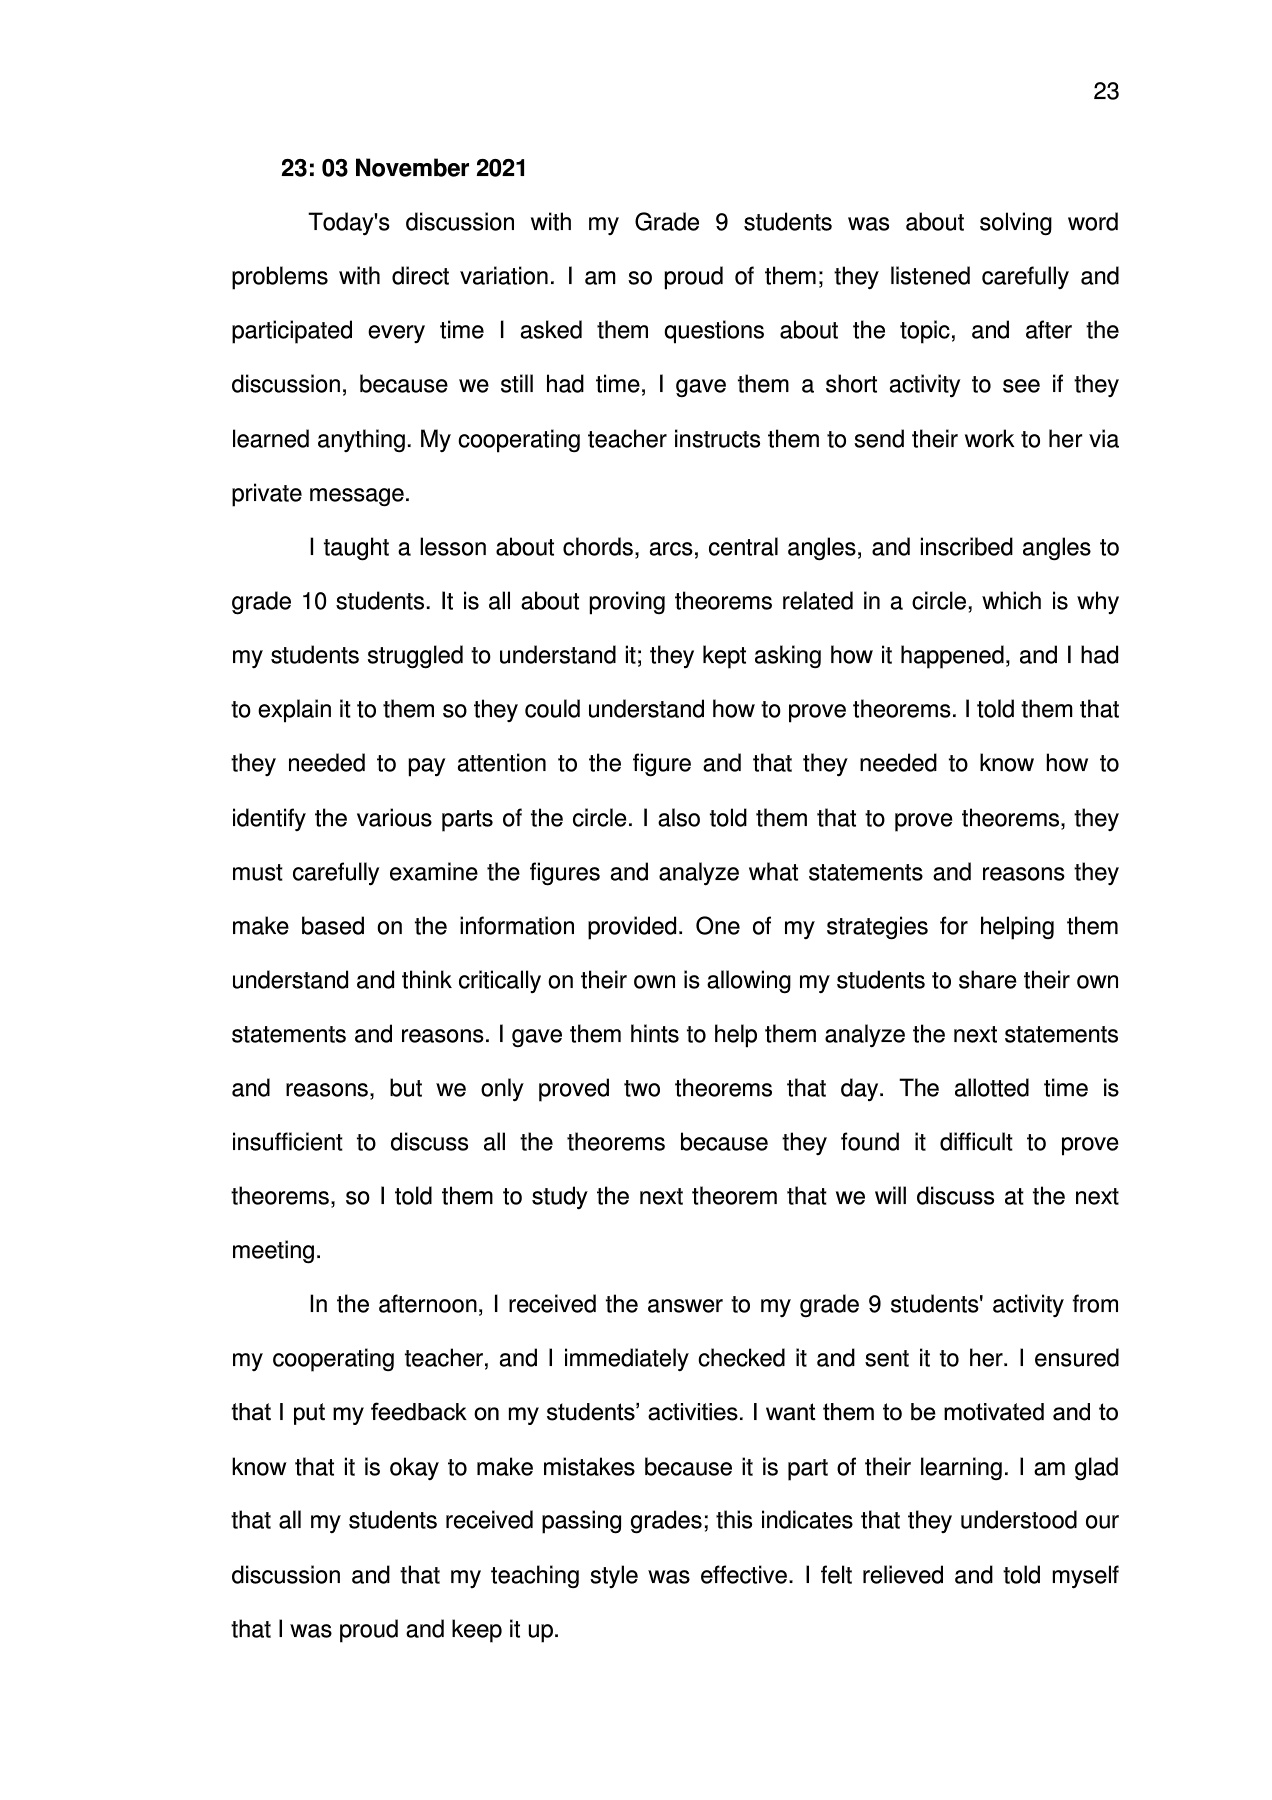 23
23: 03 November 2021
Today's discussion with my Grade 9 students was about solving word
problems with direct variation. I am so proud of them; they listened carefully and
participated every time I asked them questions about the topic, and after the
discussion, because we still had time, I gave them a short activity to see if they
learned anything. My cooperating teacher instructs them to send their work to her via
private message.
I taught a lesson about chords, arcs, central angles, and inscribed angles to
grade 10 students. It is all about proving theorems related in a circle, which is why
my students struggled to understand it; they kept asking how it happened, and I had
to explain it to them so they could understand how to prove theorems. I told them that
they needed to pay attention to the figure and that they needed to know how to
identify the various parts of the circle. I also told them that to prove theorems, they
must carefully examine the figures and analyze what statements and reasons they
make based on the information provided. One of my strategies for helping them
understand and think critically on their own is allowing my students to share their own
statements and reasons. I gave them hints to help them analyze the next statements
and reasons, but we only proved two theorems that day. The allotted time is
insufficient to discuss all the theorems because they found it difficult to prove
theorems, so I told them to study the next theorem that we will discuss at the next
meeting.
In the afternoon, I received the answer to my grade 9 students' activity from
my cooperating teacher, and I immediately checked it and sent it to her. I ensured
that I put my feedback on my students’ activities. I want them to be motivated and to
know that it is okay to make mistakes because it is part of their learning. I am glad
that all my students received passing grades; this indicates that they understood our
discussion and that my teaching style was effective. I felt relieved and told myself
that I was proud and keep it up.